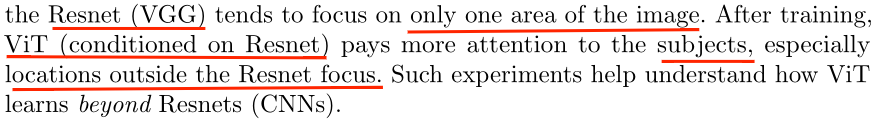 the Resnet (VGG) tends to focus on only one area of the image. After training,
ViT (conditioned on Resnet) pays more attention to the subjects, especially
locations outside the Resnet focus. Such experiments help understand how ViT
learns beyond Resnets (CNNs).